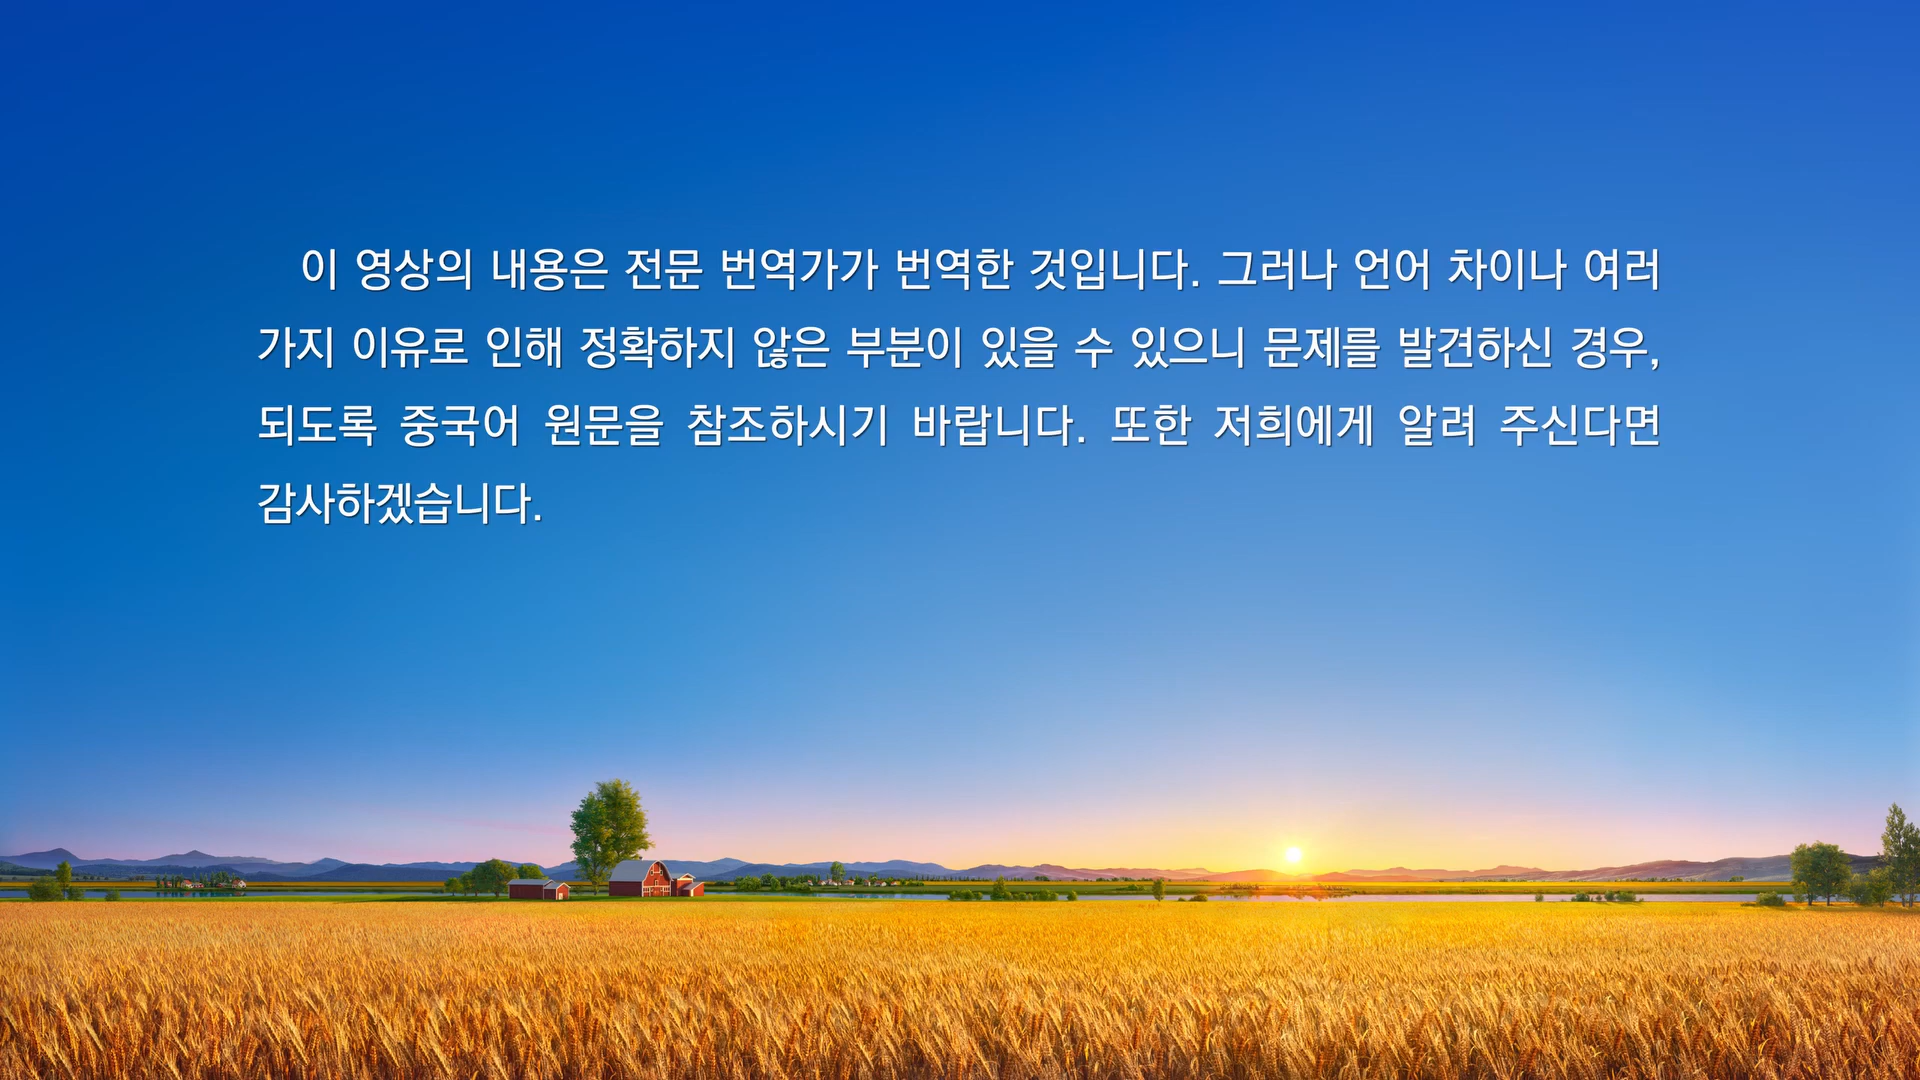 이 영상의 내용은 전문 번역가가 번역한 것입니다. 그러나 언어 차이나 여러
가지 이유로 인해 정확하지 않은 부분이 있을 수 있으니 문제를 발견하신 경우,
되도록 중국어 원문을 참조하시기 바랍니다. 또한 저희에게 알려 주신다면
감사하겠습니다.